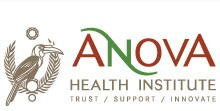 ANOVA
HEALTH INSTITUTE
TRUST / SUPPORT / INNOVATE